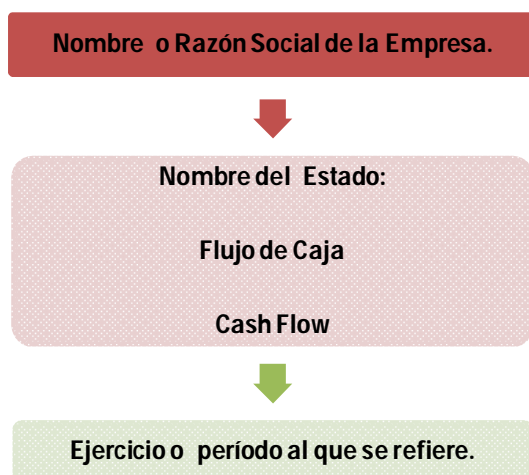 Nombre o Razón Social de la Empresa.
Nombre del Estado:
Flujo de Caja
Cash Flow
Ejercicio o período al que se refiere.